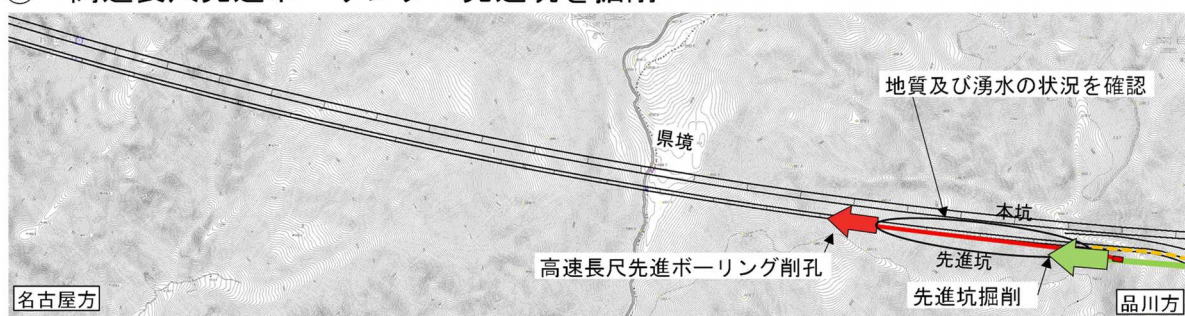 地質及び湧水の状況を確認
県境
本坑
高速長尺先進ボーリング削孔
先進坑
先進坑掘削
名古屋方
品川方